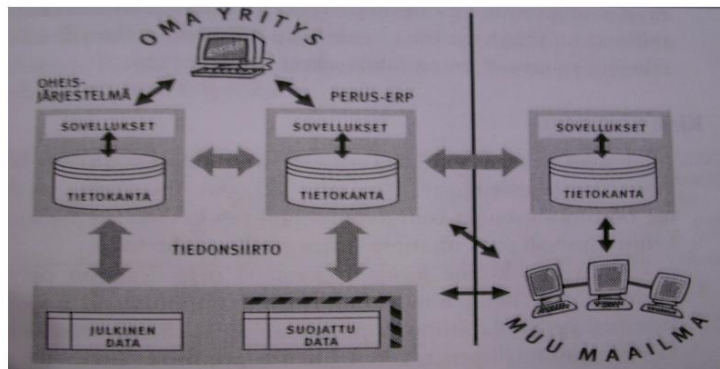 OMA YRITYS
OHEIS-
JÄRJESTELMÄ
PERUS-ERP
SOVELLUKSET
SOVELLUKSET
SOVELLUKSET
TIETOKANTA
TIETOKANTA
TIETOKANTA
TIEDONSIIRTO
JULKINEN
DATA
SUOJATTU
DATA
MUU MAAILMA